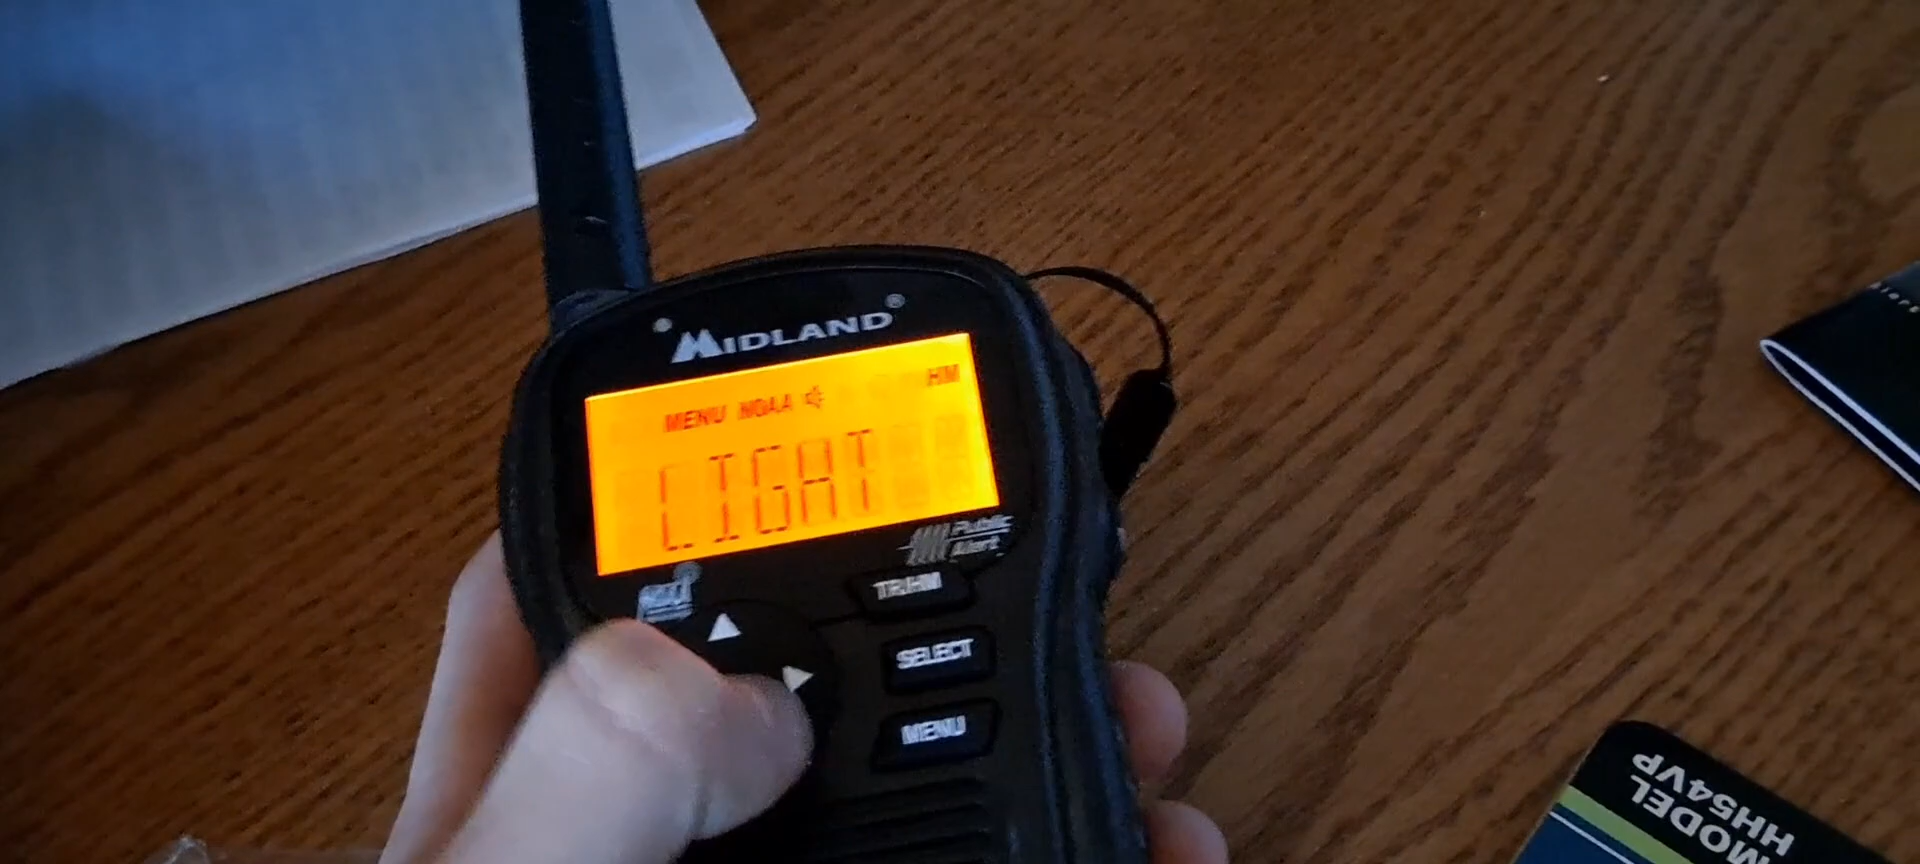 MIDLAND
HM
MENU NOAA
LIGHT
Public
Alert
TR/HM
SELECT
MENU
MODEL
HH54VP